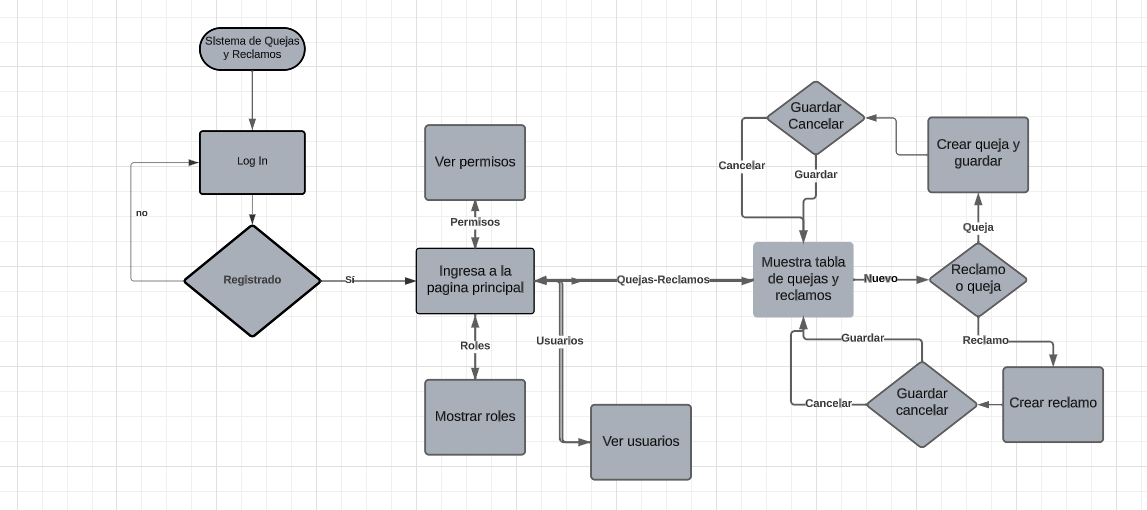 SIstema de Quejas
y Reclamos
Log In
no
Registrado
Sí
Ver permisos
Permisos
Ingresa a la
pagina principal
Roles
Mostrar roles
Quejas-Reclamos
Usuarios
Ver usuarios
Guardar
Cancelar
Cancelar
Guardar
Crear queja y
guardar
Queja
Muestra tabla
de quejas y
reclamos
Nuevo
Reclamo
o queja
Reclamo
Guardar
Cancelar
Guardar
cancelar
Crear reclamo